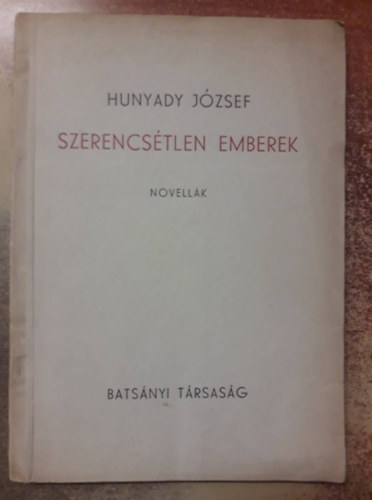 HUNYADY JÓZSEF
SZERENCSÉTLEN EMBEREK
NOVELLÁK
BATSÁNYI TÁRSASÁG